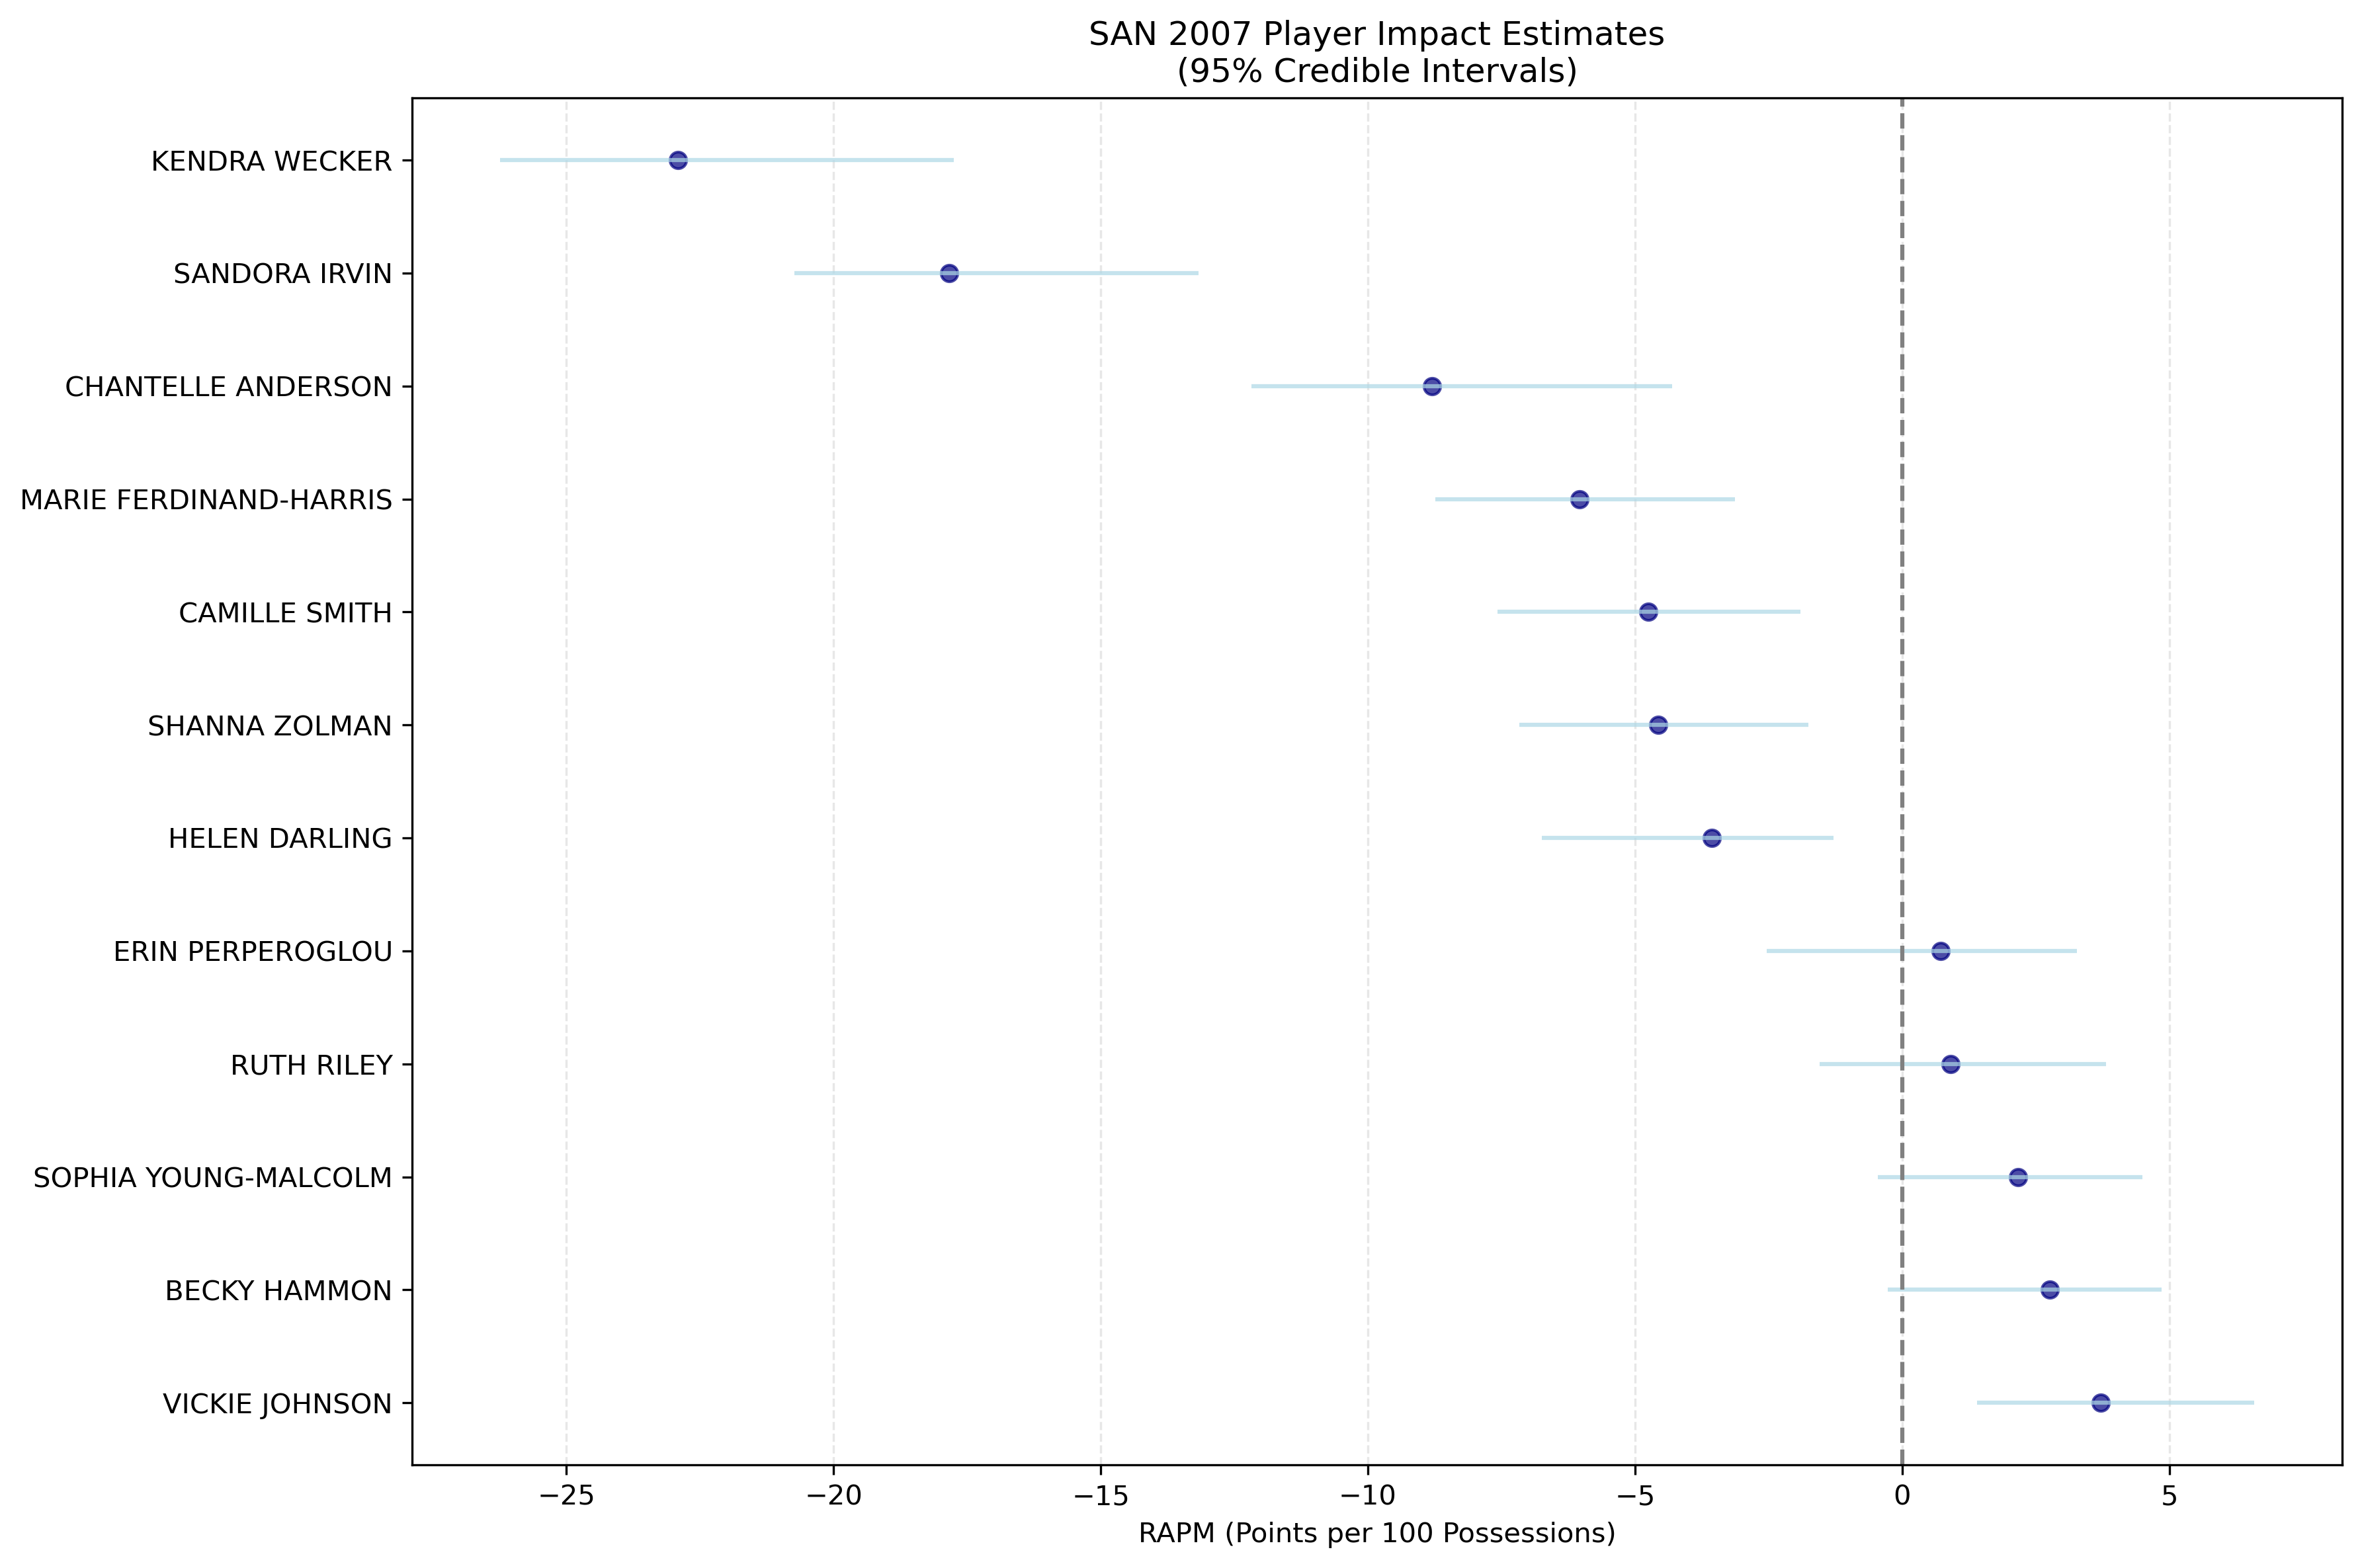 SAN 2007 Player Impact Estimates
(95% Credible Intervals)
KENDRA WECKER
SANDORA IRVIN
CHANTELLE ANDERSON
MARIE FERDINAND-HARRIS
CAMILLE SMITH
SHANNA ZOLMAN
HELEN DARLING
ERIN PERPEROGLOU
RUTH RILEY
SOPHIA YOUNG-MALCOLM
BECKY HAMMON
VICKIE JOHNSON
−25 −20 −15 −10 −5 0 5
RAPM (Points per 100 Possessions)